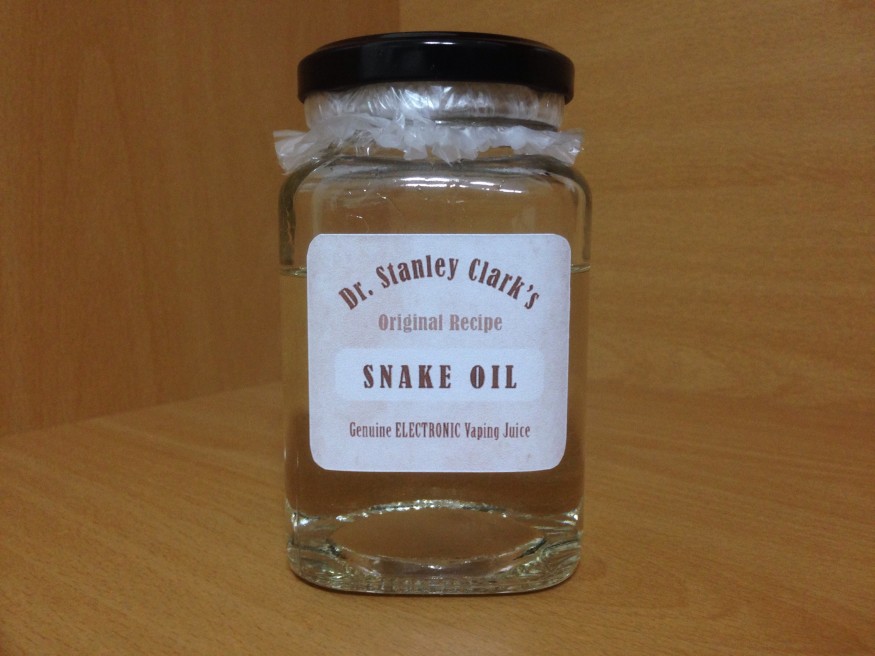 Dr. Stanley Clark's
Original Recipe
SNAKE OIL
Genuine ELECTRONIC Vaping Juice